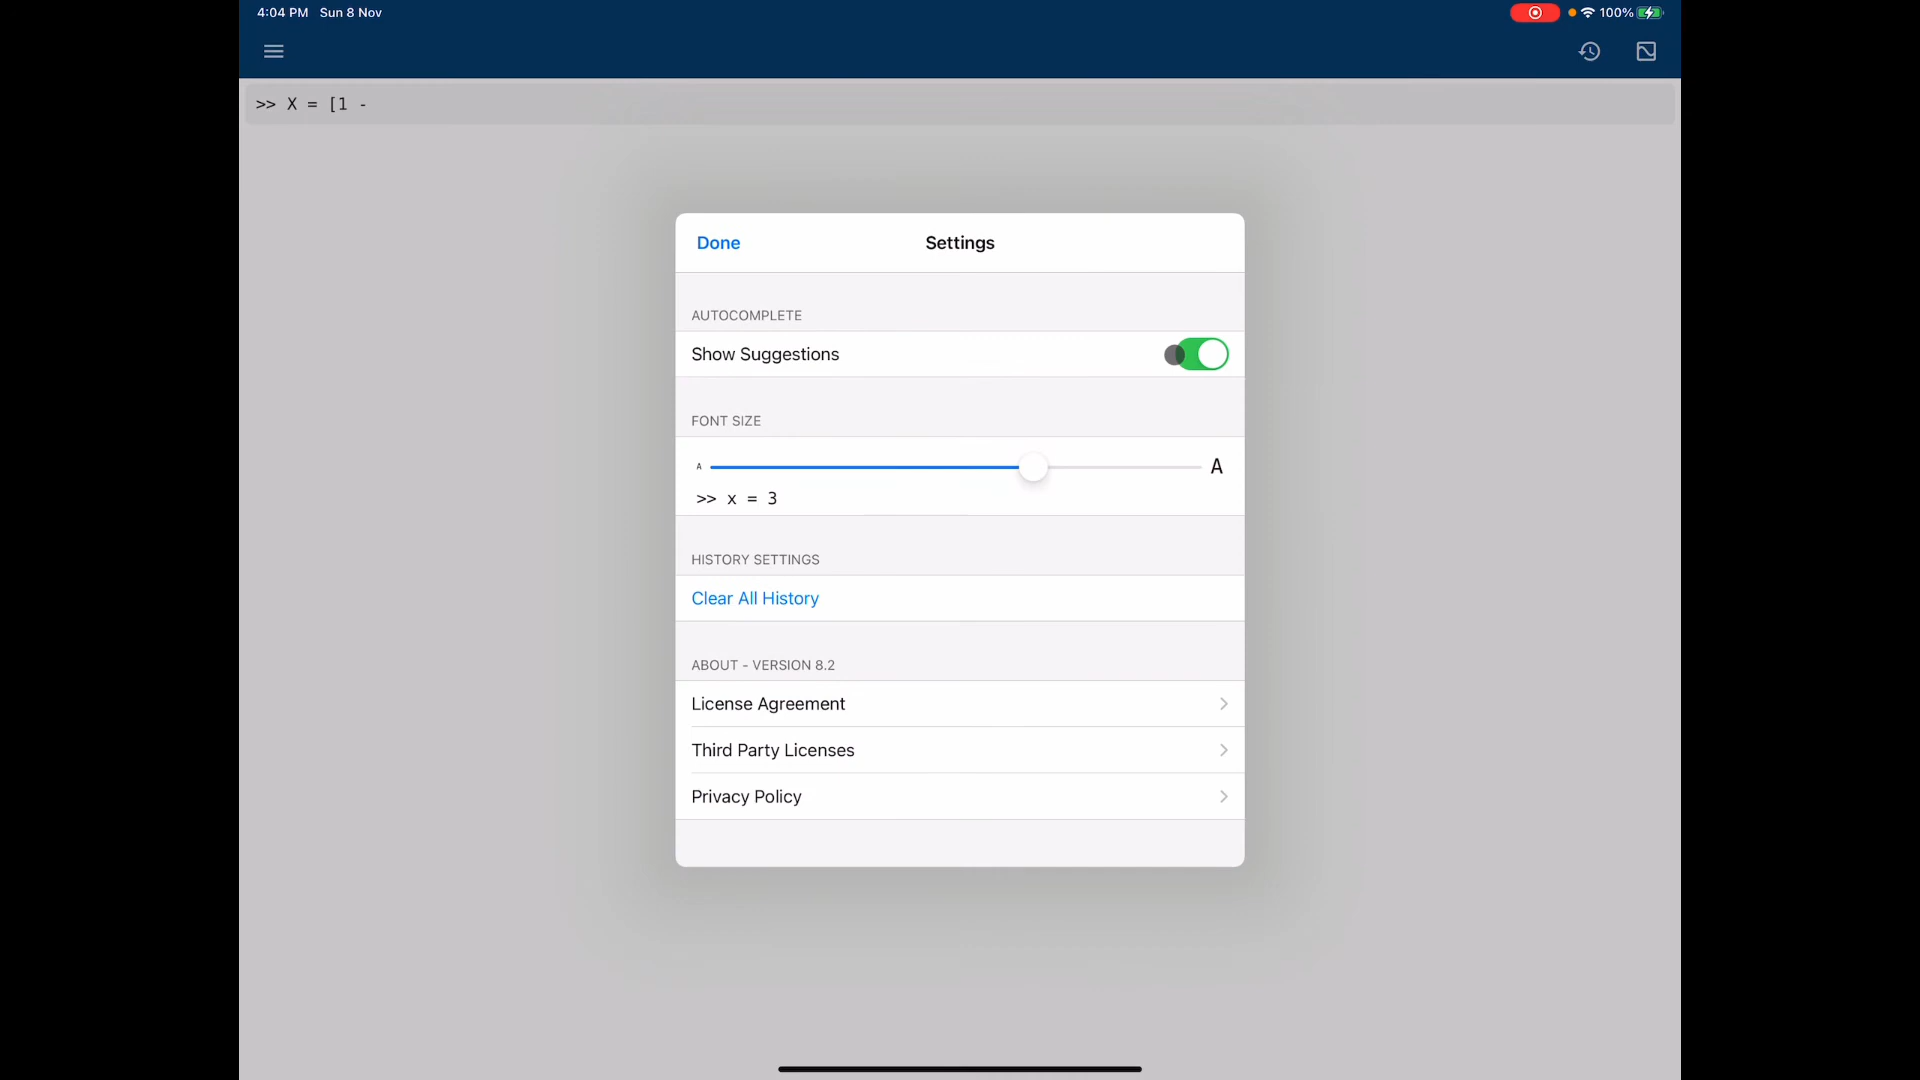 4:04 PM Sun 8 Nov
100%
>> X = [1 -
Done
Settings
AUTOCOMPLETE
Show Suggestions
FONT SIZE
A
A
>> x = 3
HISTORY SETTINGS
Clear All History
ABOUT - VERSION 8.2
License Agreement
Third Party Licenses
Privacy Policy